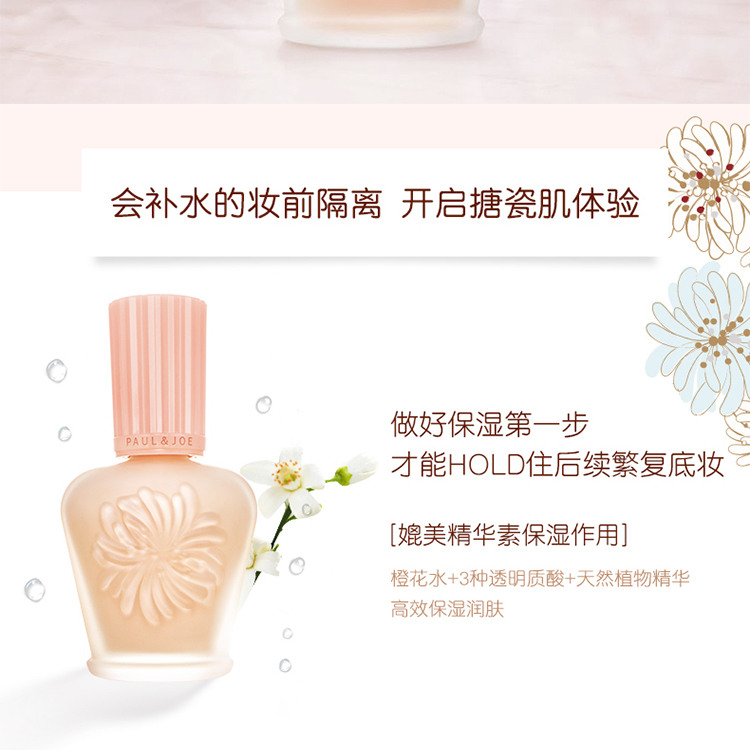 会补水的妆前隔离 开启搪瓷肌体验
PAUL & JOE
做好保湿第一步
才能HOLD住后续繁复底妆
[媲美精华素保湿作用]
橙花水+3种透明质酸+天然植物精华
高效保湿润肤